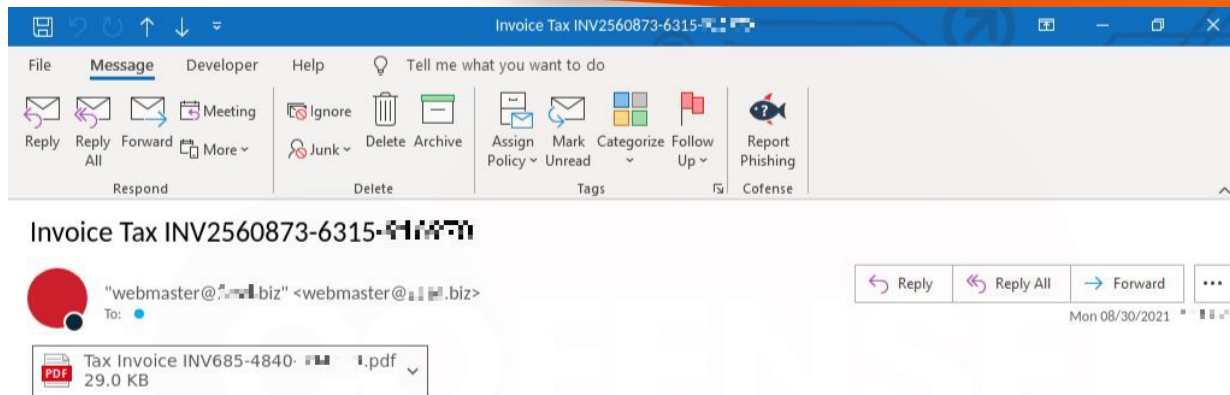 Invoice Tax INV2560873-6315-
File Message Developer Help Tell me what you want to do
Reply Reply All Forward Meeting More Ignore Junk Delete Archive Assign Policy Mark Unread Categorize Follow Up Report Phishing
Respond Delete Tags Cofense
Invoice Tax INV2560873-6315-
"webmaster@ biz" <webmaster@ .biz>
Reply Reply All Forward ...
To:
Mon 08/30/2021
Tax Invoice INV685-4840- .pdf
PDF
29.0 KB
COFENSE